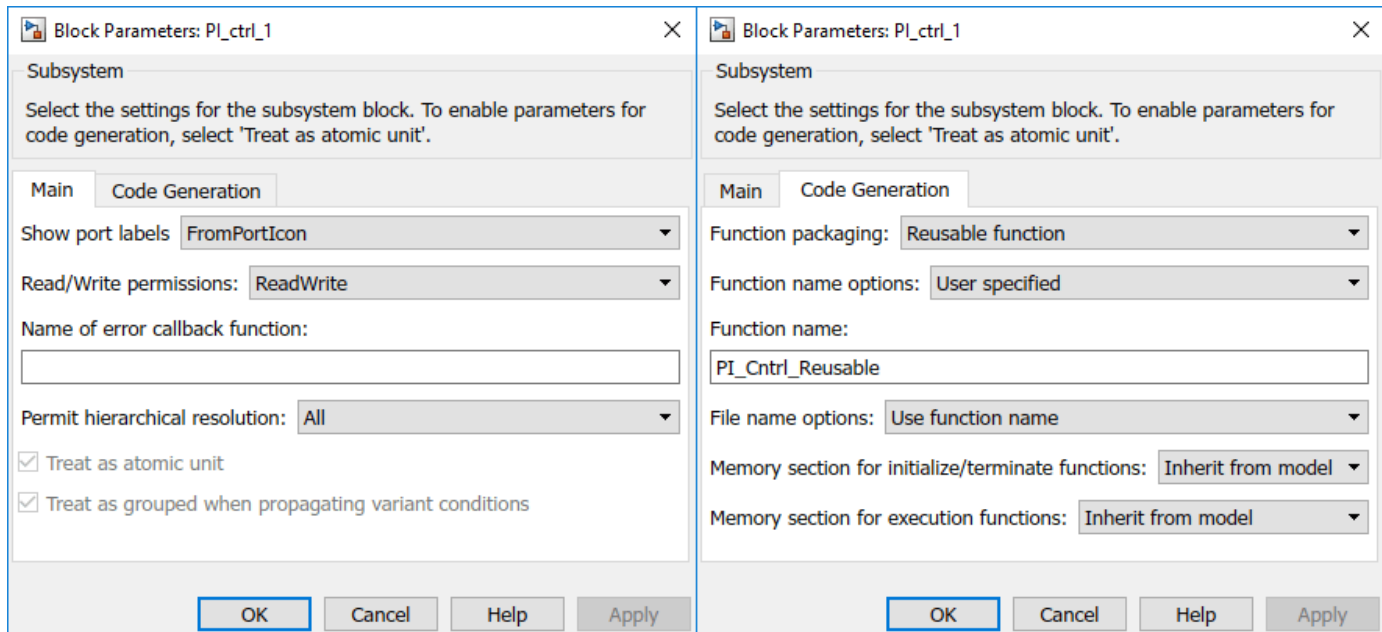 Block Parameters: PI_ctrl_1
Subsystem
Select the settings for the subsystem block. To enable parameters for
code generation, select 'Treat as atomic unit'.
Main Code Generation
Show port labels FromPortIcon
Read/Write permissions: ReadWrite
Name of error callback function:
Permit hierarchical resolution: All
Treat as atomic unit
Treat as grouped when propagating variant conditions
OK Cancel Help Apply
Block Parameters: PI_ctrl_1
Subsystem
Select the settings for the subsystem block. To enable parameters for
code generation, select 'Treat as atomic unit'.
Main Code Generation
Function packaging: Reusable function
Function name options: User specified
Function name:
PI_Cntrl_Reusable
File name options: Use function name
Memory section for initialize/terminate functions: Inherit from model
Memory section for execution functions: Inherit from model
OK Cancel Help Apply